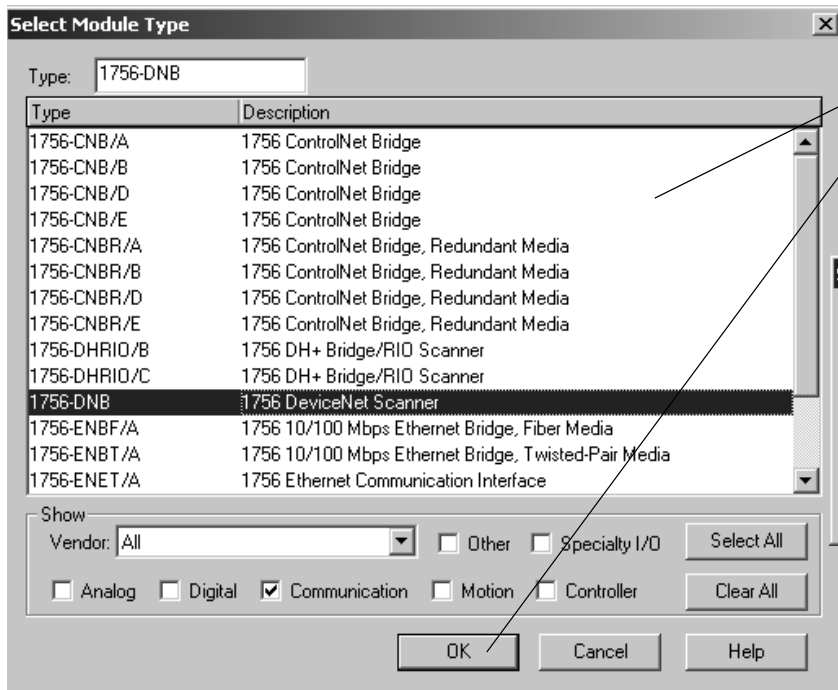 Select Module Type
Type: 1756-DNB
Type Description
1756-CNB/A 1756 ControlNet Bridge
1756-CNB/B 1756 ControlNet Bridge
1756-CNB/D 1756 ControlNet Bridge
1756-CNB/E 1756 ControlNet Bridge
1756-CNBR/A 1756 ControlNet Bridge, Redundant Media
1756-CNBR/B 1756 ControlNet Bridge, Redundant Media
1756-CNBR/D 1756 ControlNet Bridge, Redundant Media
1756-CNBR/E 1756 ControlNet Bridge, Redundant Media
1756-DHRIO/B 1756 DH+ Bridge/RIO Scanner
1756-DHRIO/C 1756 DH+ Bridge/RIO Scanner
1756-DNB 1756 DeviceNet Scanner
1756-ENBF/A 1756 10/100 Mbps Ethernet Bridge, Fiber Media
1756-ENBT/A 1756 10/100 Mbps Ethernet Bridge, Twisted-Pair Media
1756-ENET/A 1756 Ethernet Communication Interface
Show
Vendor: All Other Specialty I/O Select All
Analog Digital Communication Motion Controller Clear All
OK Cancel Help